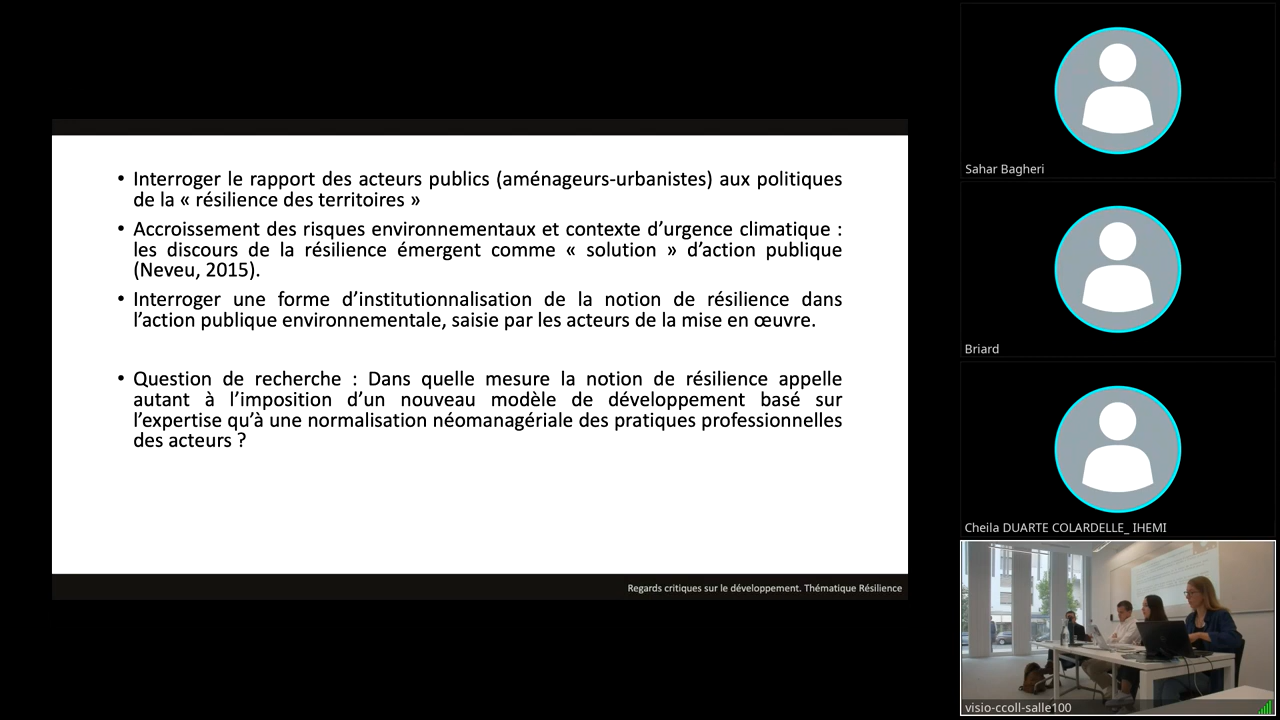 • Interroger le rapport des acteurs publics (aménageurs-urbanistes) aux politiques
de la « résilience des territoires »
• Accroissement des risques environnementaux et contexte d’urgence climatique :
les discours de la résilience émergent comme « solution » d’action publique
(Neveu, 2015).
• Interroger une forme d’institutionnalisation de la notion de résilience dans
l’action publique environnementale, saisie par les acteurs de la mise en œuvre.
• Question de recherche : Dans quelle mesure la notion de résilience appelle
autant à l’imposition d’un nouveau modèle de développement basé sur
l’expertise qu’à une normalisation néomanagériale des pratiques professionnelles
des acteurs ?
Regards critiques sur le développement. Thématique Résilience
Sahar Bagheri
Briard
Cheila DUARTE COLARDELLE_ IHEMI
visio-ccoll-salle100